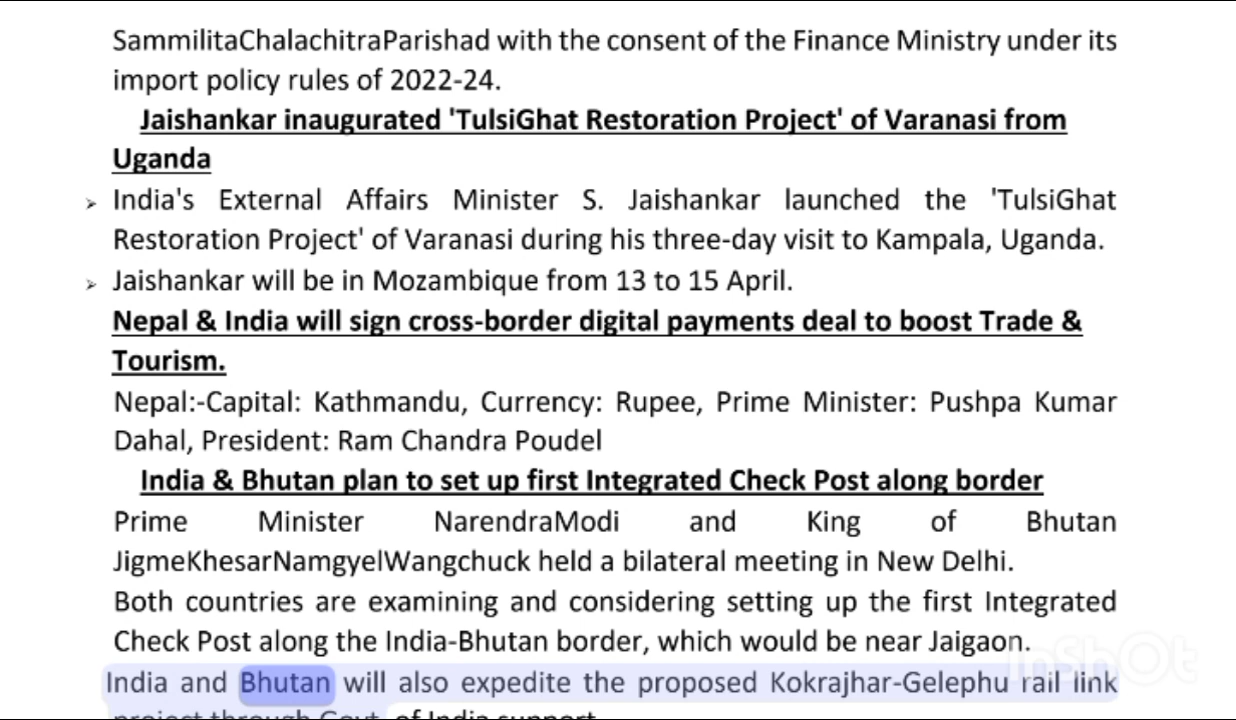 SammilitaChalachitraParishad with the consent of the Finance Ministry under its
import policy rules of 2022-24.
Jaishankar inaugurated 'TulsiGhat Restoration Project' of Varanasi from
Uganda
➢ India's External Affairs Minister S. Jaishankar launched the 'TulsiGhat
Restoration Project' of Varanasi during his three-day visit to Kampala, Uganda.
➢ Jaishankar will be in Mozambique from 13 to 15 April.
Nepal & India will sign cross-border digital payments deal to boost Trade &
Tourism.
Nepal:-Capital: Kathmandu, Currency: Rupee, Prime Minister: Pushpa Kumar
Dahal, President: Ram Chandra Poudel
India & Bhutan plan to set up first Integrated Check Post along border
Prime Minister NarendraModi and King of Bhutan
JigmeKhesarNamgyelWangchuck held a bilateral meeting in New Delhi.
Both countries are examining and considering setting up the first Integrated
Check Post along the India-Bhutan border, which would be near Jaigaon.
InShOt
India and Bhutan will also expedite the proposed Kokrajhar-Gelephu rail link
project through Govt. of India support